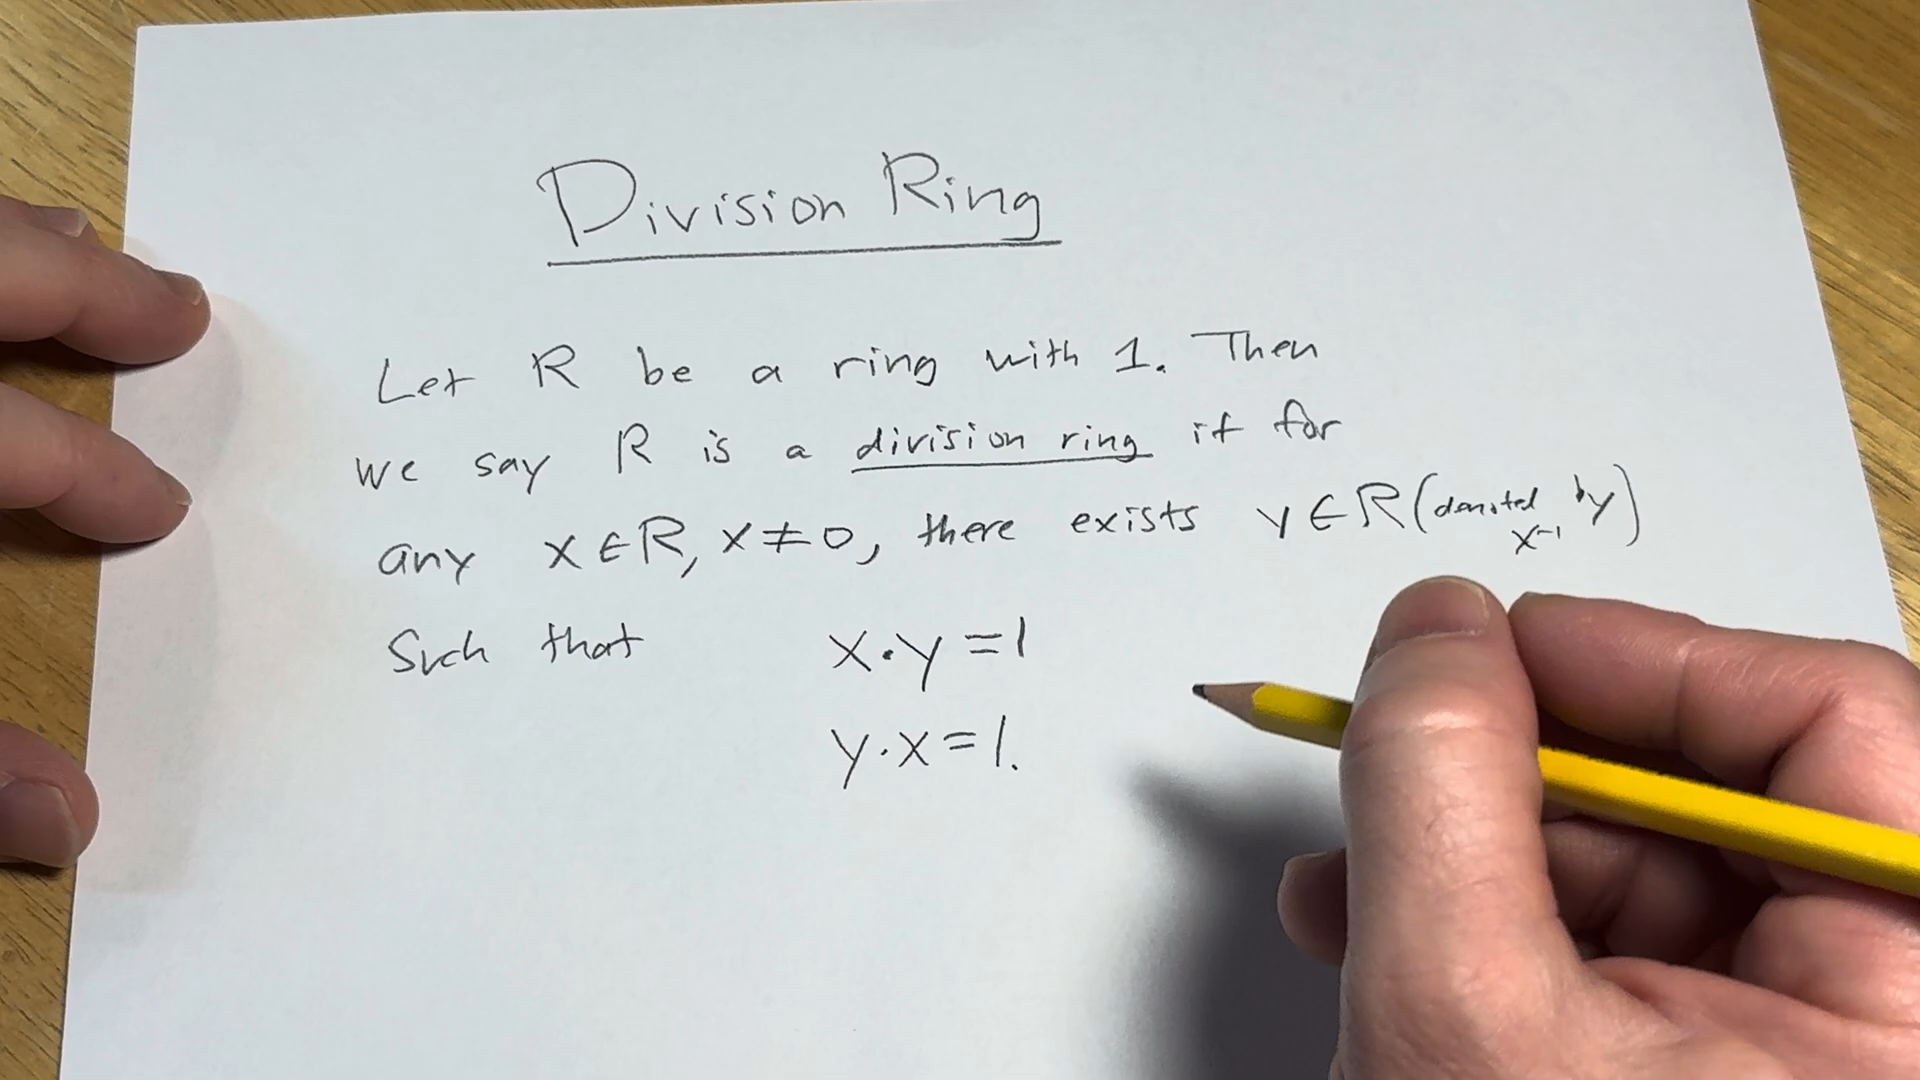 Division Ring
Let R be a ring with 1. Then
we say R is a division ring if for
any x ∈ R, x ≠ 0, there exists y ∈ R (denoted by
x⁻¹)
Such that x·y = 1
y·x = 1.